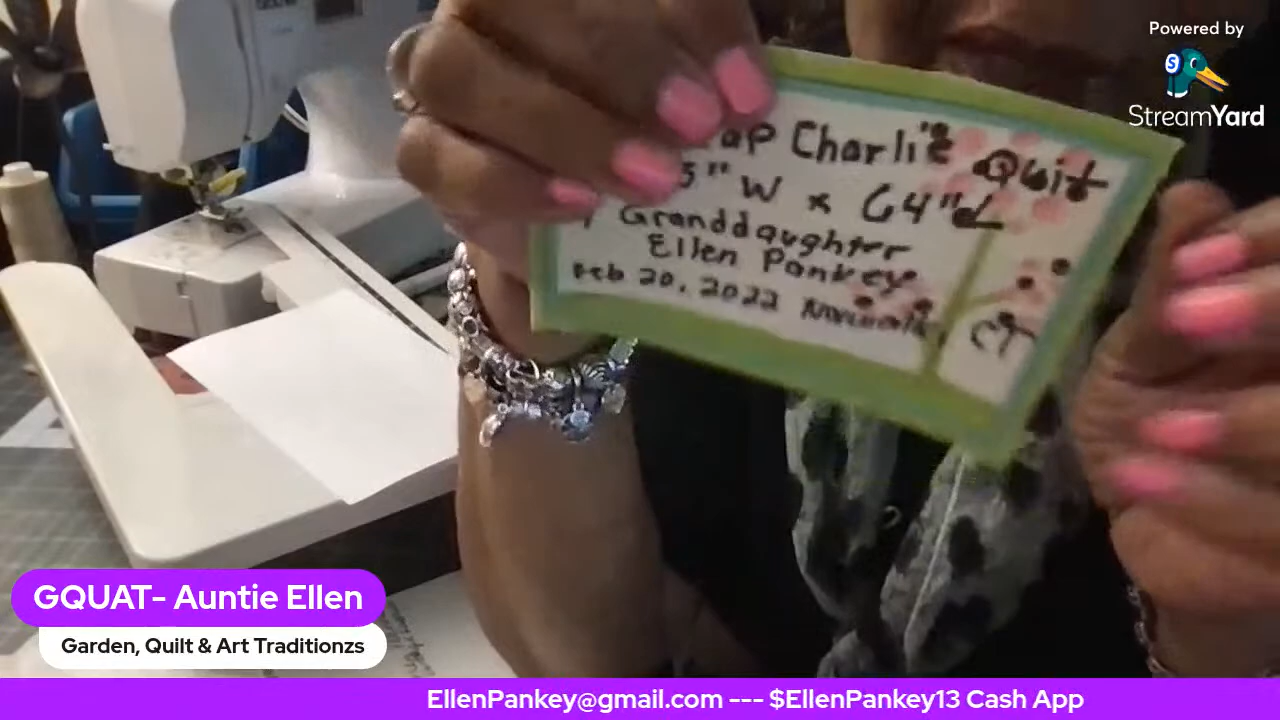 Powered by
StreamYard
Charlie Quilt
5" W x 64" L
Granddaughter
Ellen Pankey
Feb 20, 2022
CT
GQUAT- Auntie Ellen
Garden, Quilt & Art Traditionzs
EllenPankey@gmail.com --- $EllenPankey13 Cash App